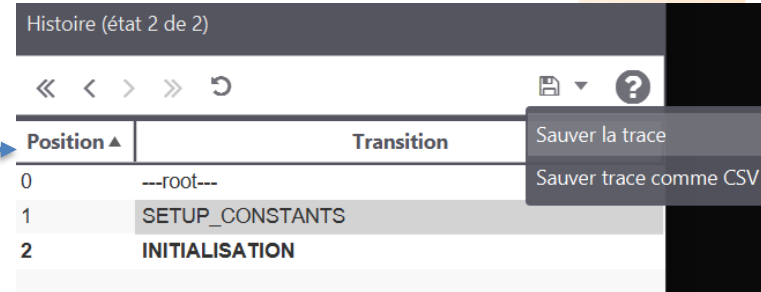 Histoire (état 2 de 2)
Sauver la trace
Position Transition
Sauver trace comme CSV
0 ---root---
1 SETUP_CONSTANTS
2 INITIALISATION